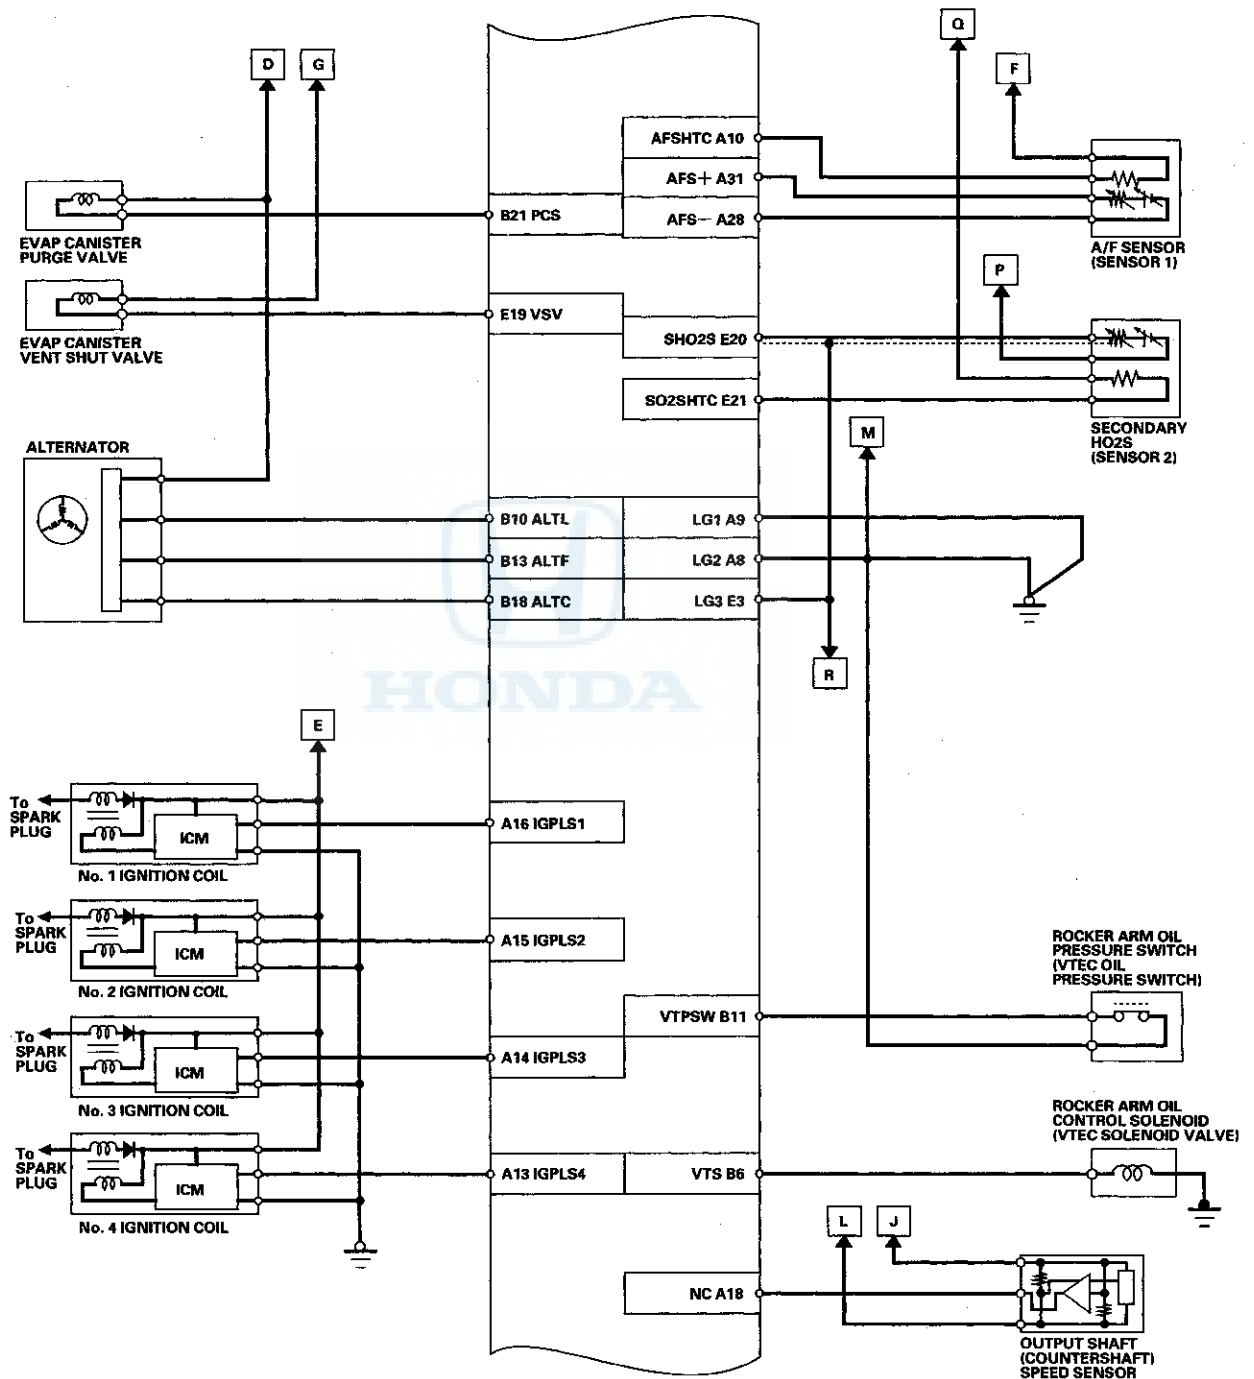 Q
D
G
F
AFSHTC A10
AFS+ A31
B21 PCS
AFS− A28
EVAP CANISTER
PURGE VALVE
A/F SENSOR
(SENSOR 1)
P
E19 VSV
EVAP CANISTER
VENT SHUT VALVE
SHO2S E20
SO2SHTC E21
SECONDARY
HO2S
(SENSOR 2)
M
ALTERNATOR
B10 ALTL
LG1 A9
B13 ALTF
LG2 A8
B18 ALTC
LG3 E3
R
HONDA
E
To
SPARK
PLUG
ICM
A16 IGPLS1
No. 1 IGNITION COIL
To
SPARK
PLUG
ICM
A15 IGPLS2
No. 2 IGNITION COIL
ROCKER ARM OIL
PRESSURE SWITCH
(VTEC OIL
PRESSURE SWITCH)
VTPSW B11
To
SPARK
PLUG
ICM
A14 IGPLS3
No. 3 IGNITION COIL
ROCKER ARM OIL
CONTROL SOLENOID
(VTEC SOLENOID VALVE)
To
SPARK
PLUG
ICM
A13 IGPLS4
VTS B6
No. 4 IGNITION COIL
L
J
NC A18
OUTPUT SHAFT
(COUNTERSHAFT)
SPEED SENSOR